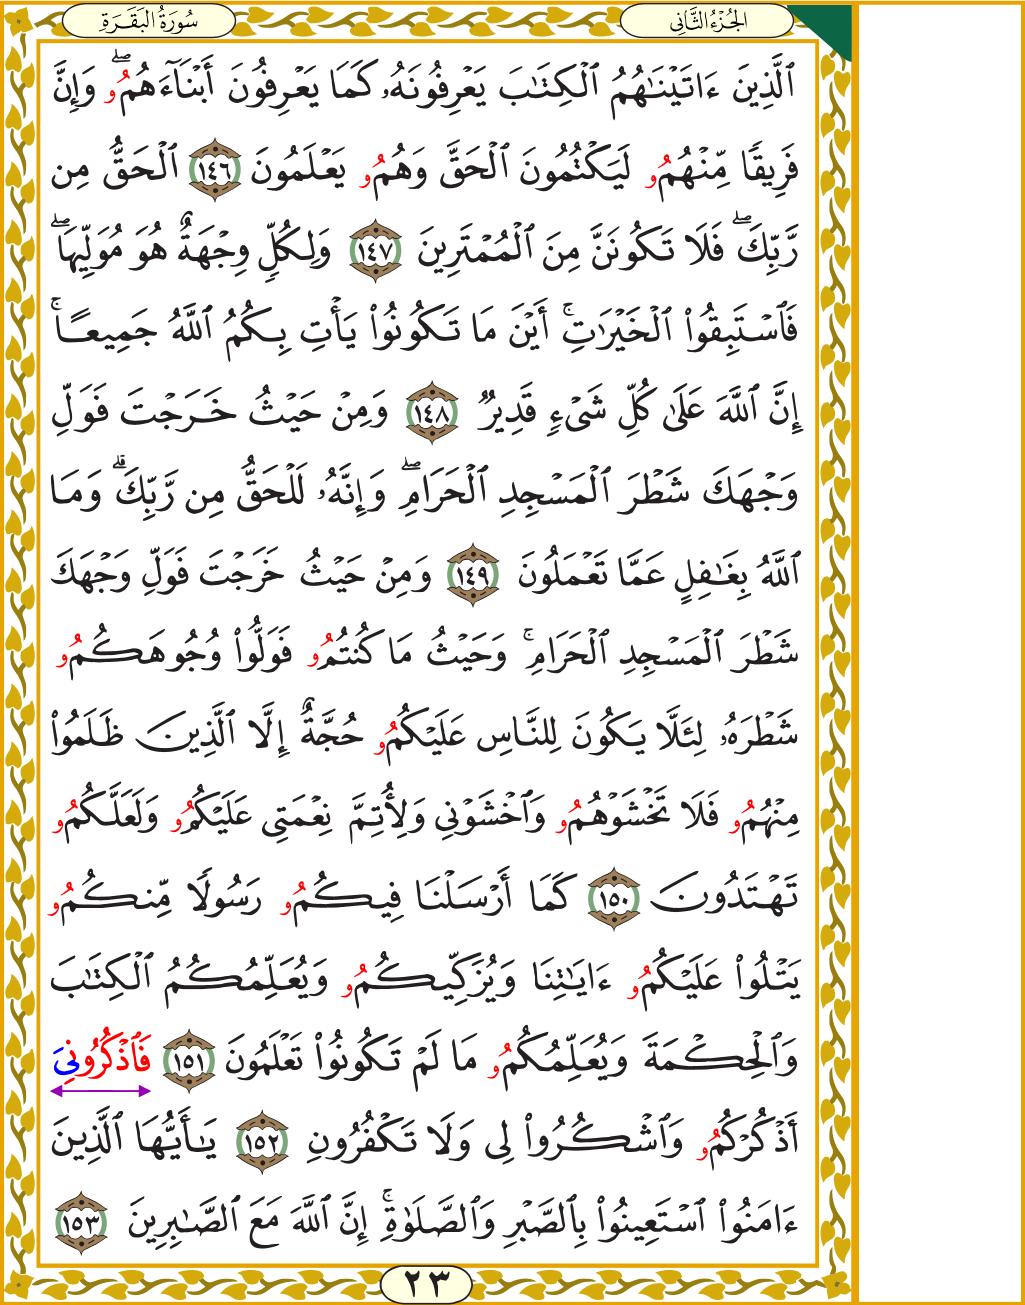 سُورَةُ البَقَرَةِ
الجُزْءُ الثَّانِي
ٱلَّذِينَ ءَاتَيْنَٰهُمُ ٱلْكِتَٰبَ يَعْرِفُونَهُۥ كَمَا يَعْرِفُونَ أَبْنَآءَهُمُۥ ۖ وَإِنَّ
فَرِيقًا مِّنْهُمُۥ لَيَكْتُمُونَ ٱلْحَقَّ وَهُمُۥ يَعْلَمُونَ ١٤٦ ٱلْحَقُّ مِن
رَّبِّكَ ۖ فَلَا تَكُونَنَّ مِنَ ٱلْمُمْتَرِينَ ١٤٧ وَلِكُلٍّ وِجْهَةٌ هُوَ مُوَلِّيهَا ۖ
فَٱسْتَبِقُوا۟ ٱلْخَيْرَٰتِ ۚ أَيْنَ مَا تَكُونُوا۟ يَأْتِ بِكُمُ ٱللَّهُ جَمِيعًا ۚ
إِنَّ ٱللَّهَ عَلَىٰ كُلِّ شَىْءٍ قَدِيرٌ ١٤٨ وَمِنْ حَيْثُ خَرَجْتَ فَوَلِّ
وَجْهَكَ شَطْرَ ٱلْمَسْجِدِ ٱلْحَرَامِ ۖ وَإِنَّهُۥ لَلْحَقُّ مِن رَّبِّكَ ۗ وَمَا
ٱللَّهُ بِغَٰفِلٍ عَمَّا تَعْمَلُونَ ١٤٩ وَمِنْ حَيْثُ خَرَجْتَ فَوَلِّ وَجْهَكَ
شَطْرَ ٱلْمَسْجِدِ ٱلْحَرَامِ ۚ وَحَيْثُ مَا كُنتُمُۥ فَوَلُّوا۟ وُجُوهَكُمُۥ
شَطْرَهُۥ لِئَلَّا يَكُونَ لِلنَّاسِ عَلَيْكُمُۥ حُجَّةٌ إِلَّا ٱلَّذِينَ ظَلَمُوا۟
مِنْهُمُۥ فَلَا تَخْشَوْهُمُۥ وَٱخْشَوْنِى وَلِأُتِمَّ نِعْمَتِى عَلَيْكُمُۥ وَلَعَلَّكُمُۥ
تَهْتَدُونَ ١٥٠ كَمَا أَرْسَلْنَا فِيكُمُۥ رَسُولًا مِّنكُمُۥ
يَتْلُوا۟ عَلَيْكُمُۥ ءَايَٰتِنَا وَيُزَكِّيكُمُۥ وَيُعَلِّمُكُمُ ٱلْكِتَٰبَ
وَٱلْحِكْمَةَ وَيُعَلِّمُكُمُۥ مَا لَمْ تَكُونُوا۟ تَعْلَمُونَ ١٥١ فَٱذْكُرُونِىَ
أَذْكُرْكُمُۥ وَٱشْكُرُوا۟ لِى وَلَا تَكْفُرُونِ ١٥٢ يَٰأَيُّهَا ٱلَّذِينَ
ءَامَنُوا۟ ٱسْتَعِينُوا۟ بِٱلصَّبْرِ وَٱلصَّلَوٰةِ ۚ إِنَّ ٱللَّهَ مَعَ ٱلصَّٰبِرِينَ ١٥٣
٢٣